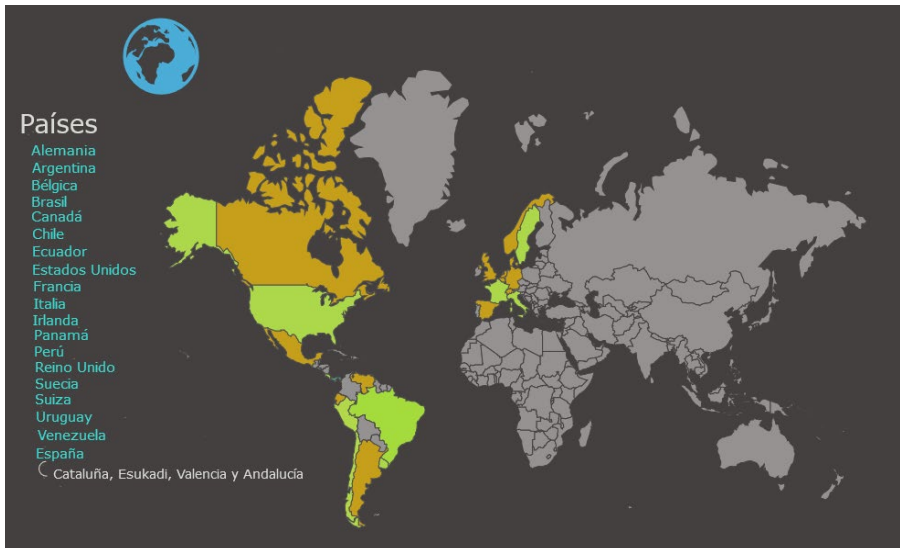 Países
Alemania
Argentina
Bélgica
Brasil
Canadá
Chile
Ecuador
Estados Unidos
Francia
Italia
Irlanda
Panamá
Perú
Reino Unido
Suecia
Suiza
Uruguay
Venezuela
España
Cataluña, Esukadi, Valencia y Andalucía